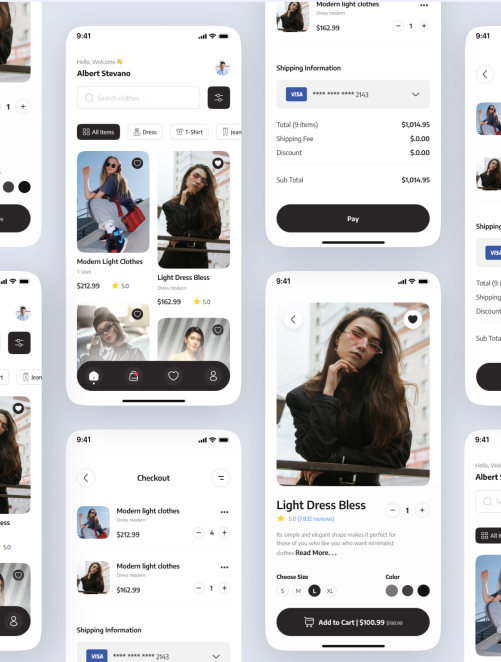 1 +
9:41
Hello, Welcome 👋
Albert Stevano
Search clothes ...
All Items
Dress
T-Shirt
Jean
Modern Light Clothes
T-Shirt
$212.99
5.0
Light Dress Bless
Dress modern
$162.99
5.0
9:41
Checkout
Modern light clothes
Dress modern
$212.99
- 4 +
Modern light clothes
Dress modern
$162.99
- 1 +
Shipping Information
VISA **** **** **** 2143
Modern light clothes
Dress modern
$162.99
- 1 +
Shipping Information
VISA **** **** **** 2143
Total (9 items) $1,014.95
Shipping Fee $.0.00
Discount $.0.00
Sub Total $1,014.95
Pay
9:41
Light Dress Bless
- 1 +
5.0 (7.932 reviews)
Its simple and elegant shape makes it perfect for
those of you who like you who want minimalist
clothes Read More. . .
Choose Size
Color
S M L XL
Add to Cart | $100.99 $190.99
Jean
ess
5.0
9:41
Shipping
VISA
Total (9 i
Shipping
Discount
Sub Tota
9:41
Hello, Wel
Albert S
Se
All I